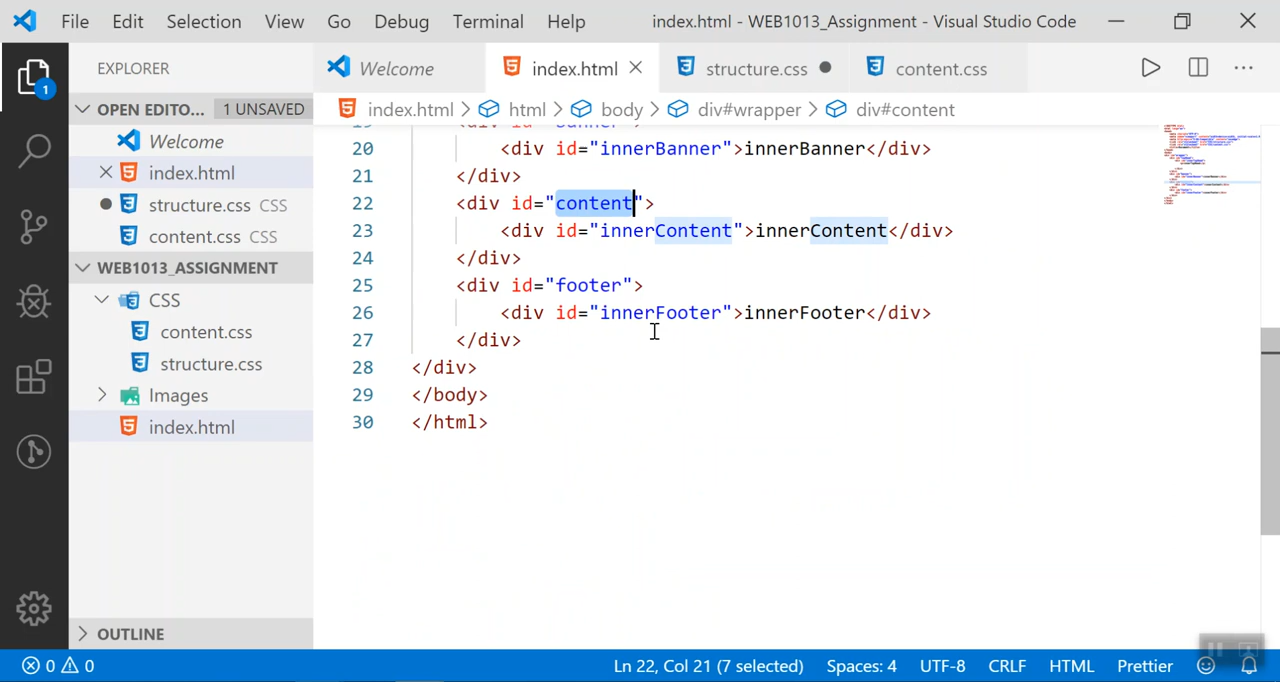 File Edit Selection View Go Debug Terminal Help index.html - WEB1013_Assignment - Visual Studio Code
EXPLORER
Welcome index.html structure.css content.css
OPEN EDITO... 1 UNSAVED
Welcome
index.html
structure.css CSS
content.css CSS
WEB1013_ASSIGNMENT
CSS
content.css
structure.css
Images
index.html
OUTLINE
1
index.html > html > body > div#wrapper > div#content
20 <div id="innerBanner">innerBanner</div>
21 </div>
22 <div id="content">
23 <div id="innerContent">innerContent</div>
24 </div>
25 <div id="footer">
26 <div id="innerFooter">innerFooter</div>
27 </div>
28 </div>
29 </body>
30 </html>
0 0 Ln 22, Col 21 (7 selected) Spaces: 4 UTF-8 CRLF HTML Prettier